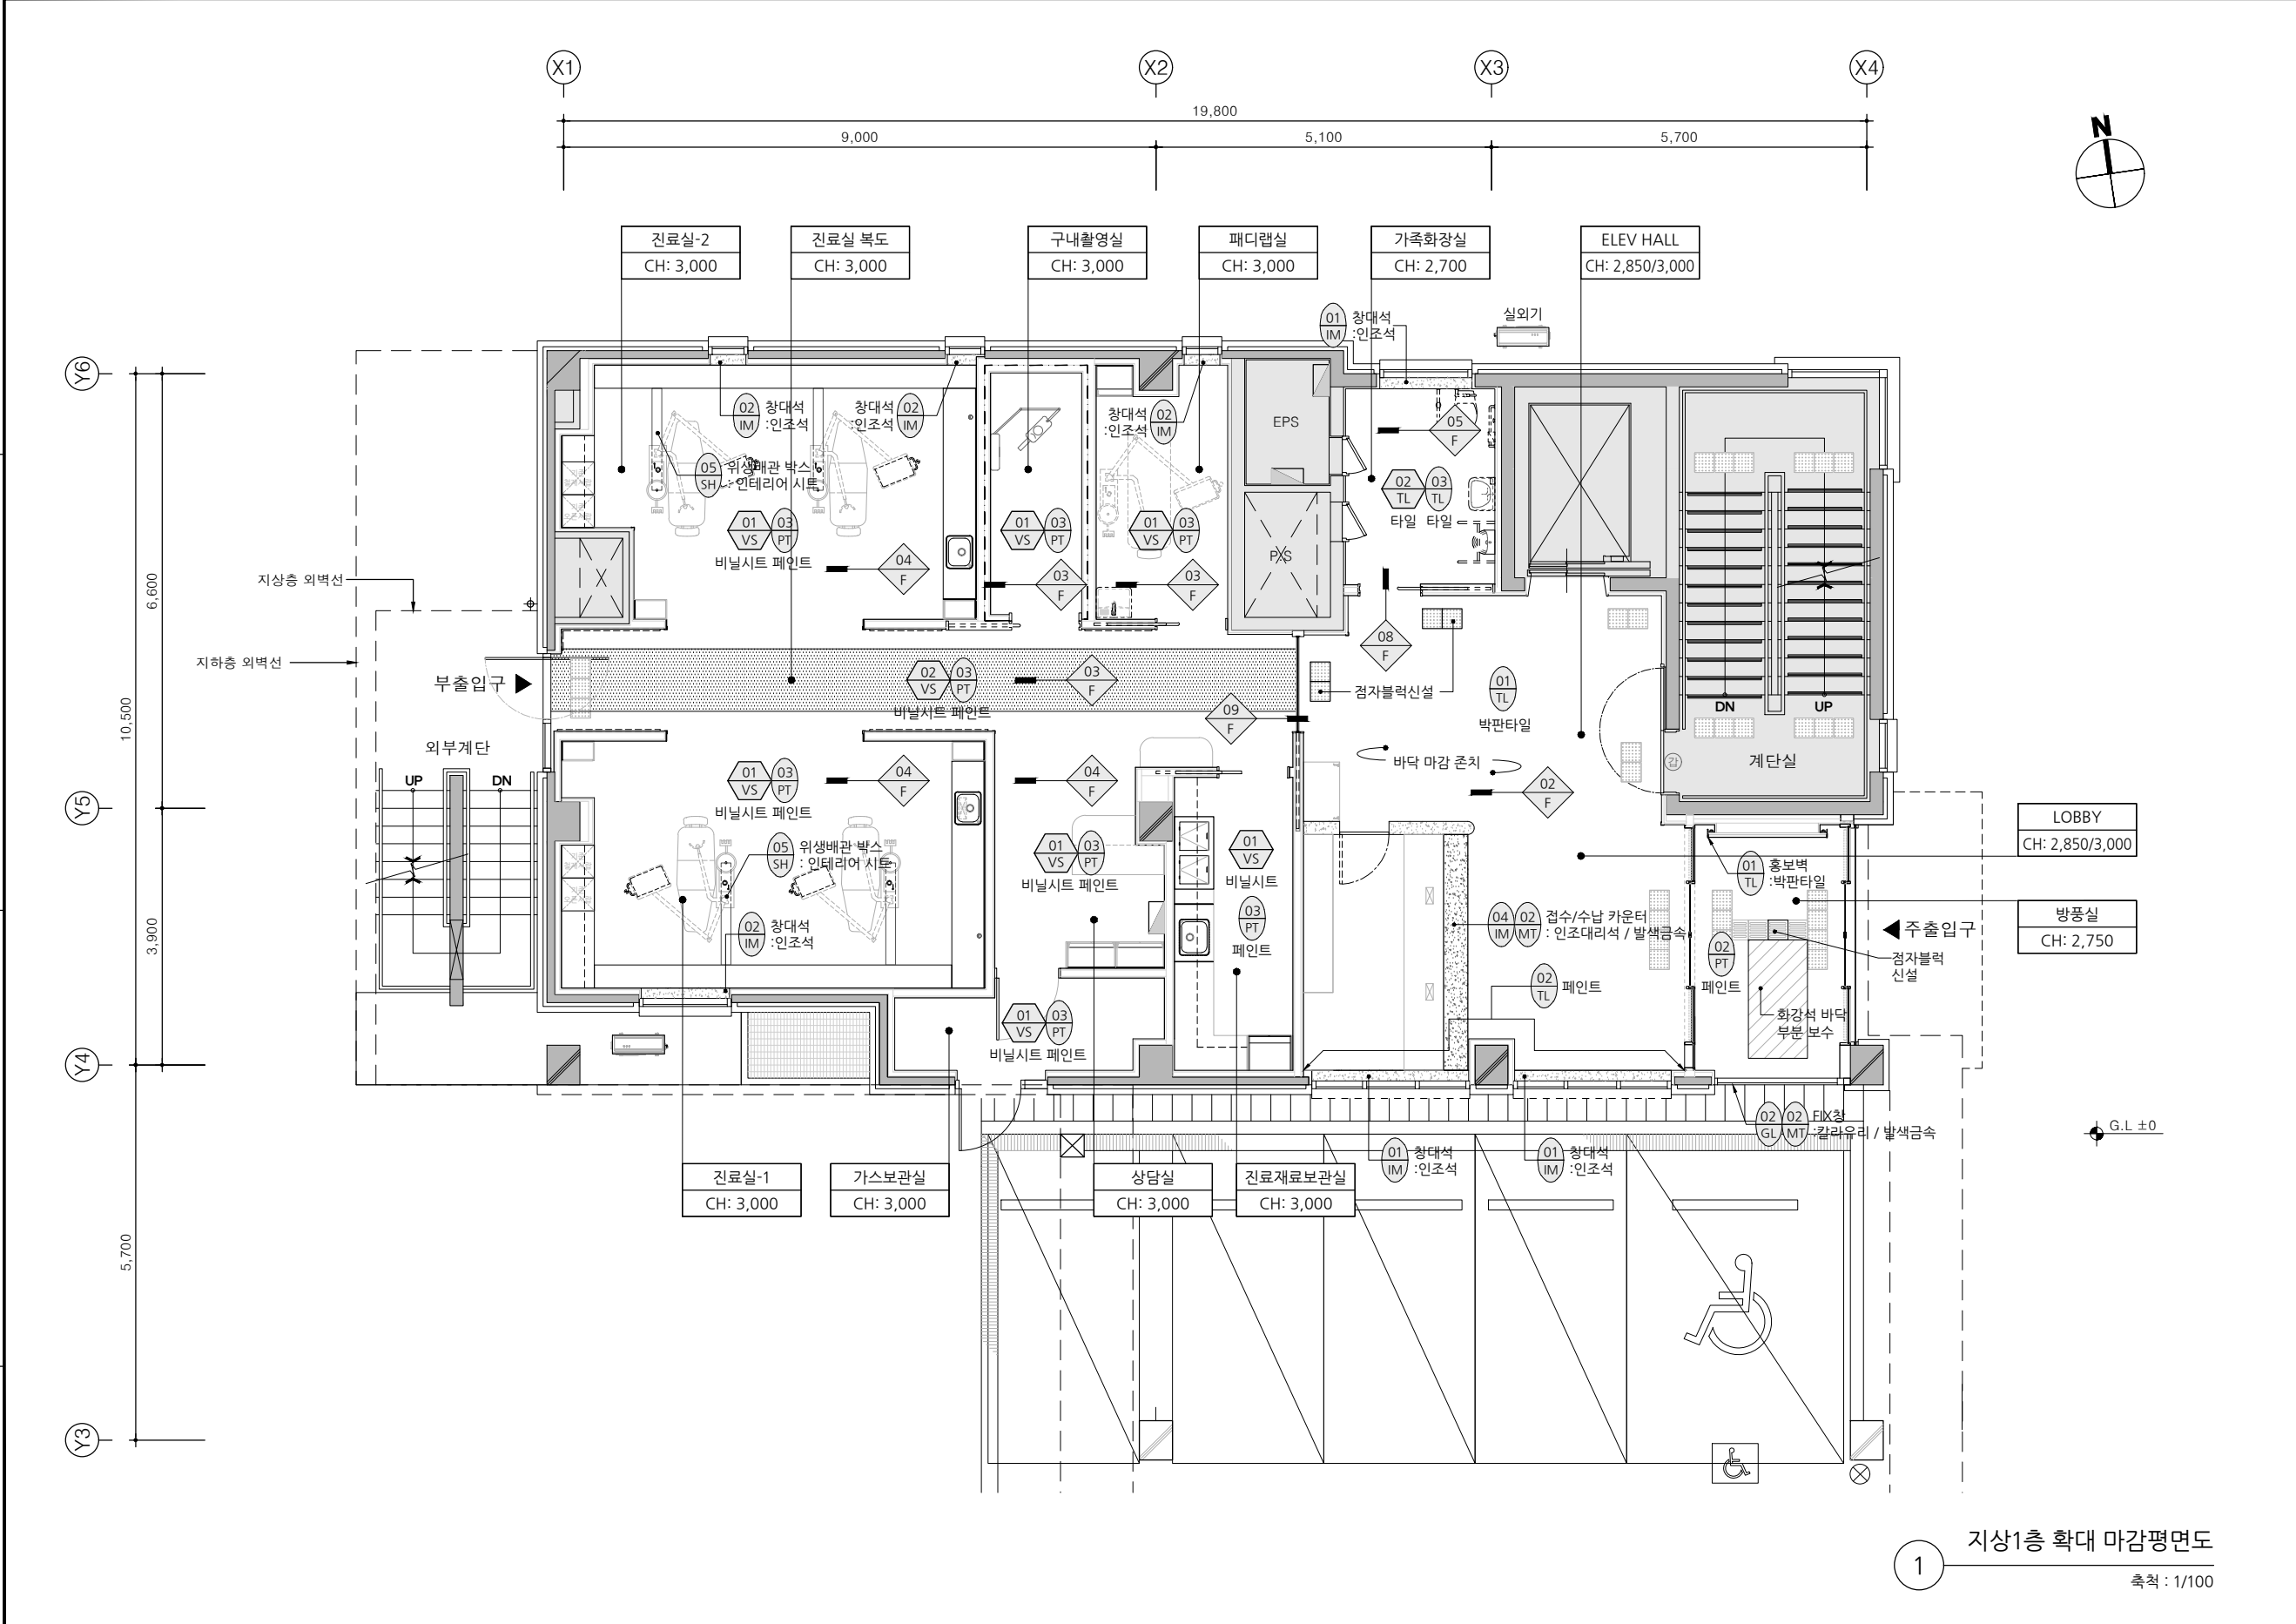 X1
X2
X3
X4
19,800
9,000
5,100
5,700
N
진료실-2
CH: 3,000
진료실 복도
CH: 3,000
구내촬영실
CH: 3,000
패디랩실
CH: 3,000
가족화장실
CH: 2,700
ELEV HALL
CH: 2,850/3,000
01
IM
창대석
:인조석
실외기
Y6
02
IM
창대석
:인조석
창대석
:인조석
02
IM
창대석
:인조석
02
IM
EPS
05
F
05
SH
위생배관 박스
: 인테리어 시트
02
TL
03
TL
타일 타일
01
VS
03
PT
비닐시트 페인트
01
VS
03
PT
01
VS
03
PT
P/S
04
F
03
F
03
F
지상층 외벽선
6,600
08
F
지하층 외벽선
부출입구
02
VS
03
PT
비닐시트 페인트
03
F
점자블럭신설
01
TL
박판타일
09
F
DN
UP
10,500
외부계단
UP
DN
01
VS
03
PT
비닐시트 페인트
04
F
04
F
바닥 마감 존치
갑
계단실
02
F
Y5
LOBBY
CH: 2,850/3,000
05
SH
위생배관 박스
: 인테리어 시트
01
VS
03
PT
비닐시트 페인트
01
VS
비닐시트
03
PT
페인트
01
TL
홍보벽
:박판타일
방풍실
CH: 2,750
02
IM
창대석
:인조석
04
IM
02
MT
접수/수납 카운터
: 인조대리석 / 발색금속
주출입구
02
PT
페인트
점자블럭
신설
3,900
02
TL
페인트
01
VS
03
PT
비닐시트 페인트
화강석 바닥
부분 보수
Y4
02
GL
02
MT
FIX창
:칼라유리 / 발색금속
G.L ±0
01
IM
창대석
:인조석
01
IM
창대석
:인조석
진료실-1
CH: 3,000
가스보관실
CH: 3,000
상담실
CH: 3,000
진료재료보관실
CH: 3,000
5,700
Y3
1
지상1층 확대 마감평면도
축척 : 1/100